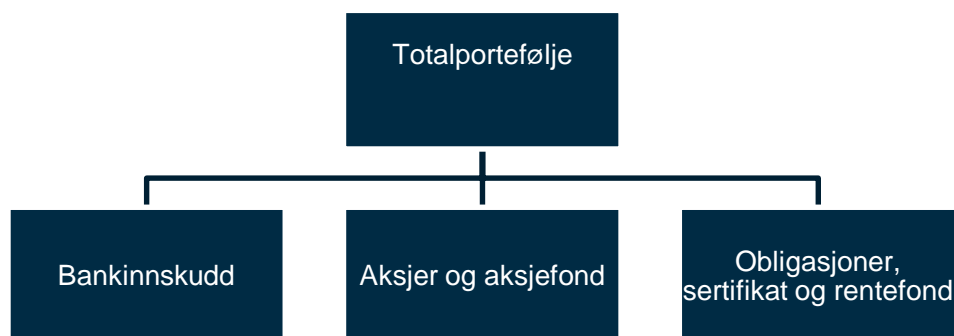 Totalportefølje
Bankinnskudd
Aksjer og aksjefond
Obligasjoner,
sertifikat og rentefond